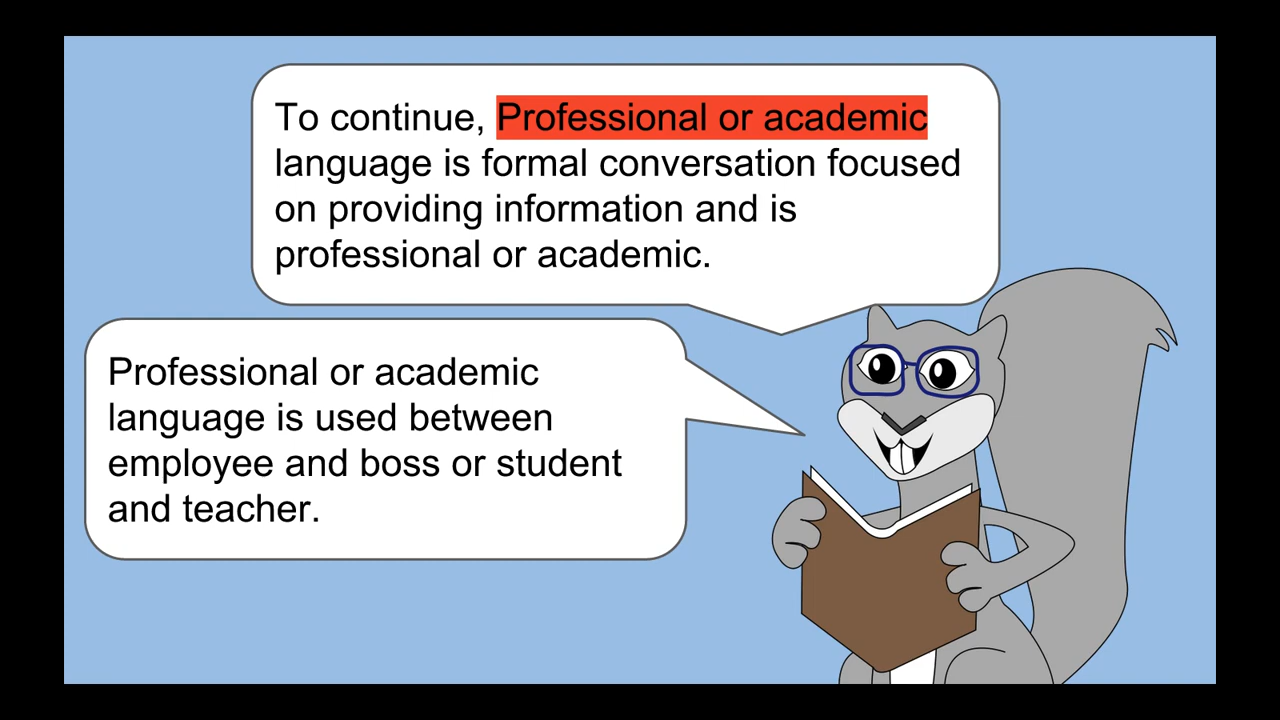 To continue, Professional or academic
language is formal conversation focused
on providing information and is
professional or academic.
Professional or academic
language is used between
employee and boss or student
and teacher.